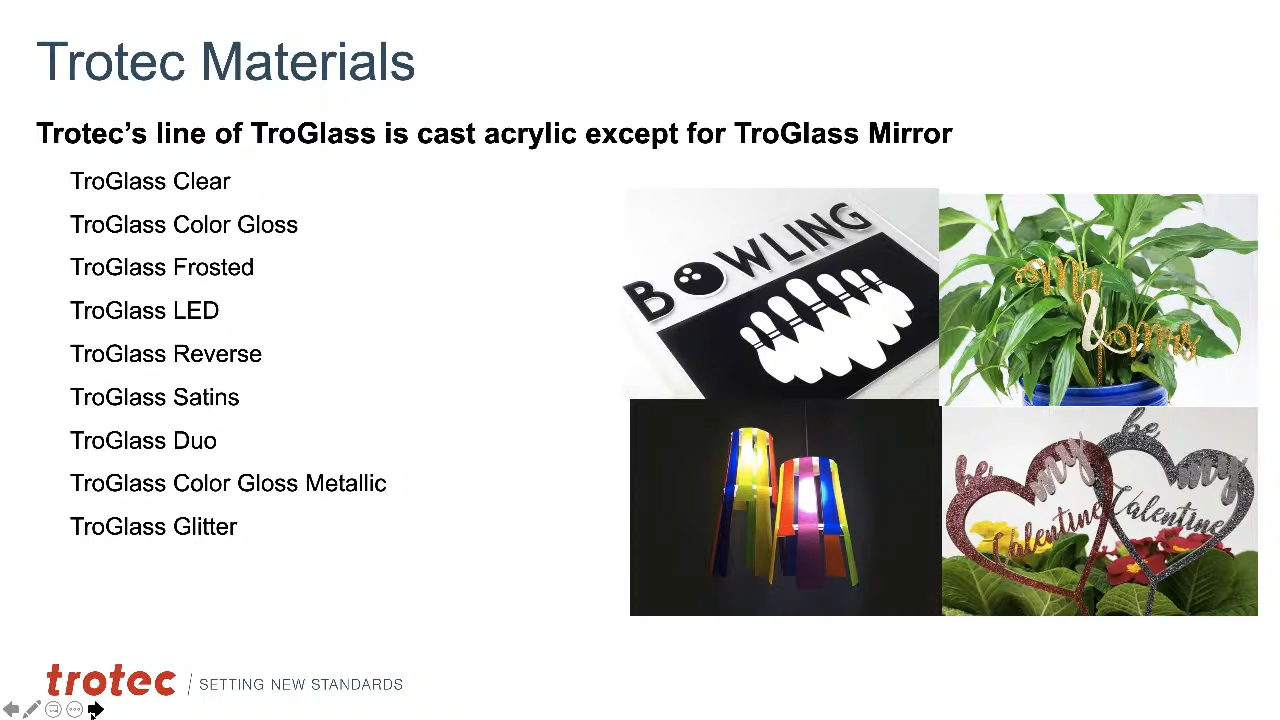 Trotec Materials
Trotec’s line of TroGlass is cast acrylic except for TroGlass Mirror
TroGlass Clear
TroGlass Color Gloss
TroGlass Frosted
TroGlass LED
TroGlass Reverse
TroGlass Satins
TroGlass Duo
TroGlass Color Gloss Metallic
TroGlass Glitter
BOWLING
Mr
&
Mrs
be
my
Valentine
be
my
Valentine
trotec / SETTING NEW STANDARDS